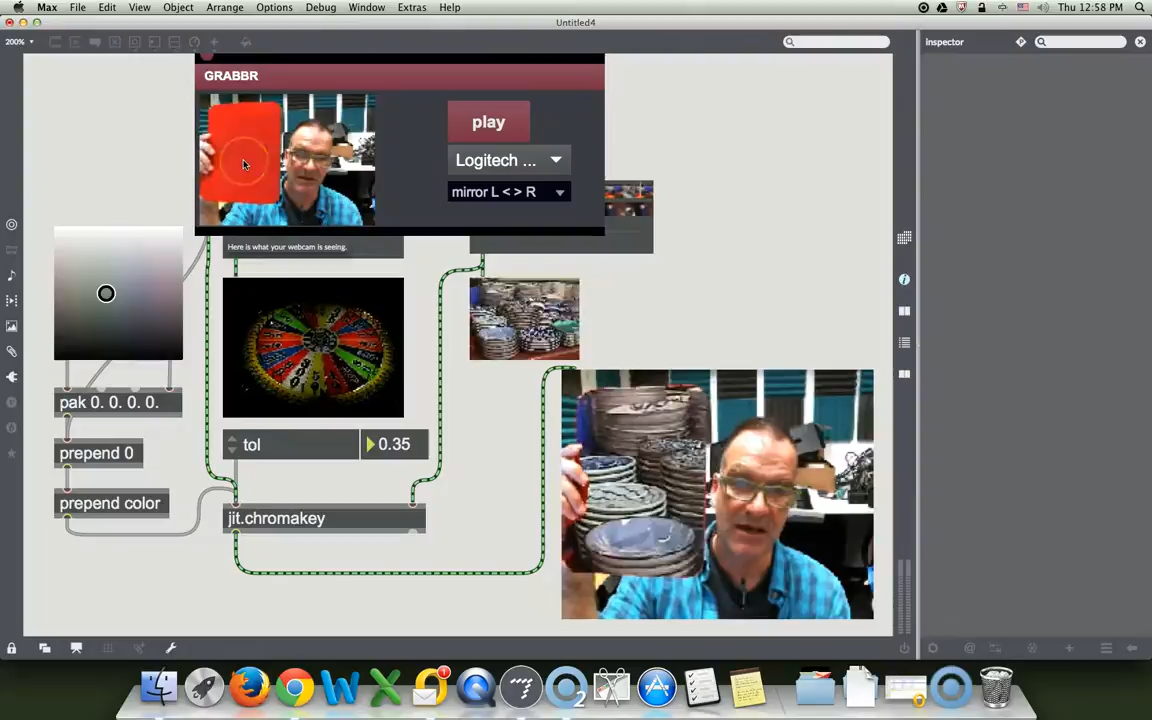 Max File Edit View Object Arrange Options Debug Window Extras Help
Thu 12:58 PM
Untitled4
200%
inspector
GRABBR
play
Logitech ...
mirror L < > R
Here is what your webcam is seeing.
pak 0. 0. 0. 0.
tol
0.35
prepend 0
prepend color
jit.chromakey
1
2